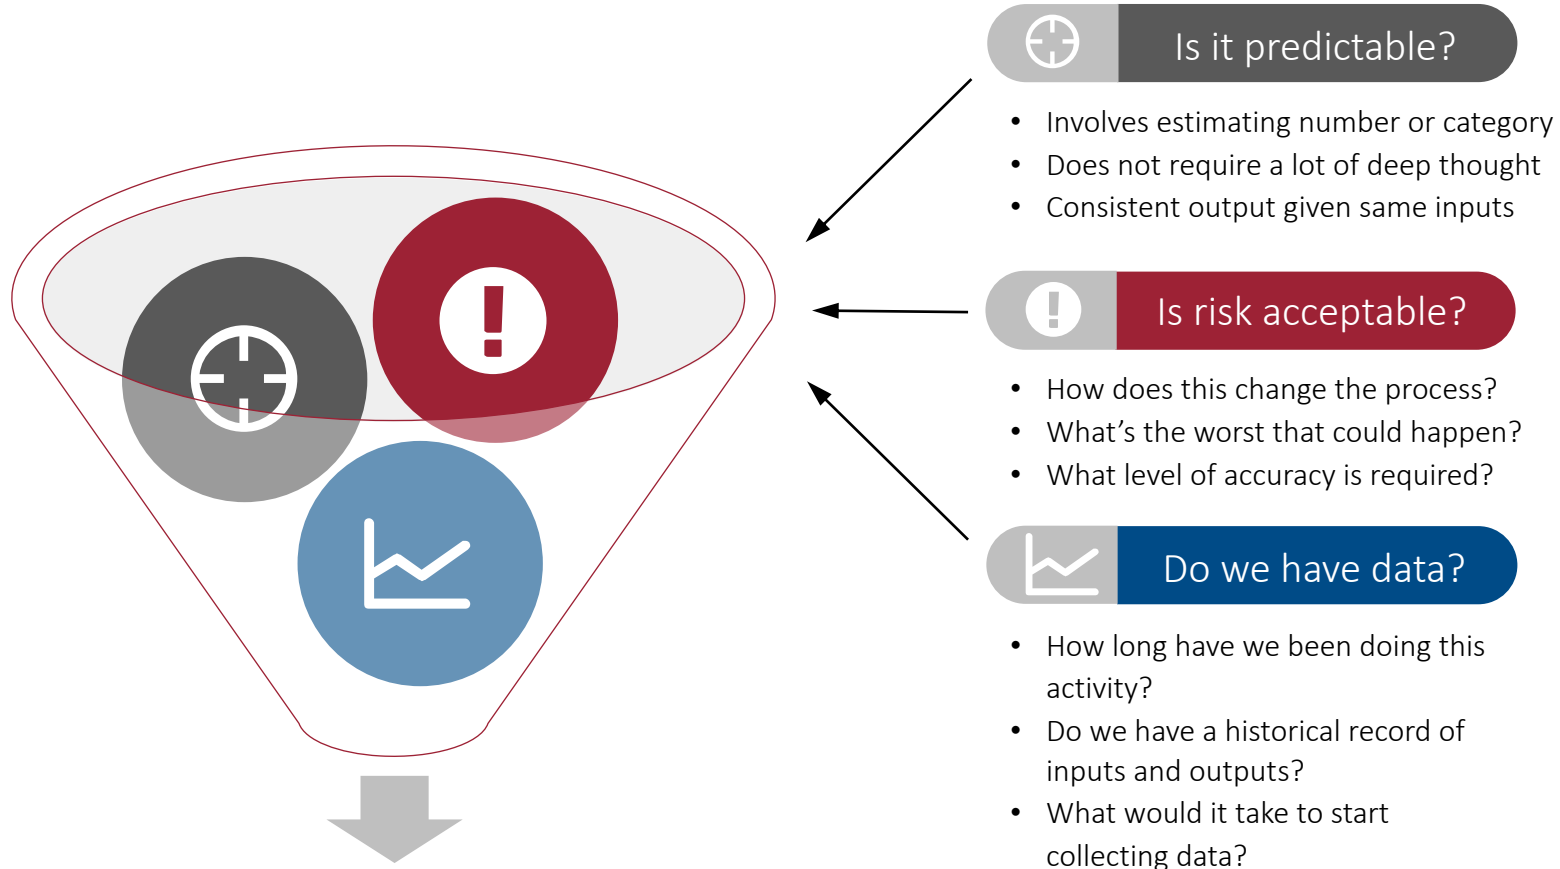 Is it predictable?
• Involves estimating number or category
• Does not require a lot of deep thought
• Consistent output given same inputs
Is risk acceptable?
• How does this change the process?
• What’s the worst that could happen?
• What level of accuracy is required?
Do we have data?
• How long have we been doing this
activity?
• Do we have a historical record of
inputs and outputs?
• What would it take to start
collecting data?